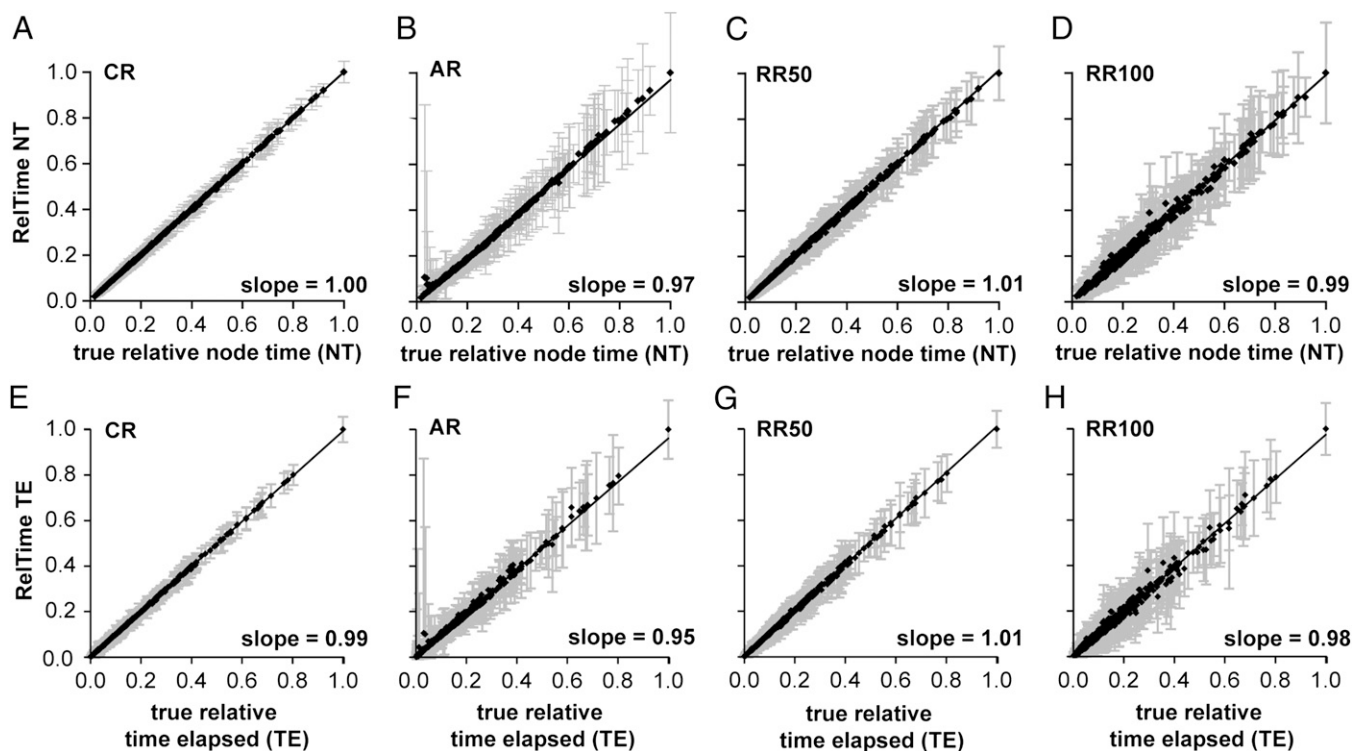 A
B
C
D
CR
AR
RR50
RR100
RelTime NT
1.0
0.8
0.6
0.4
0.2
0.0
slope = 1.00
slope = 0.97
slope = 1.01
slope = 0.99
0.0 0.2 0.4 0.6 0.8 1.0
0.0 0.2 0.4 0.6 0.8 1.0
0.0 0.2 0.4 0.6 0.8 1.0
0.0 0.2 0.4 0.6 0.8 1.0
true relative node time (NT)
true relative node time (NT)
true relative node time (NT)
true relative node time (NT)
E
F
G
H
CR
AR
RR50
RR100
RelTime TE
1.0
0.8
0.6
0.4
0.2
0.0
slope = 0.99
slope = 0.95
slope = 1.01
slope = 0.98
0.0 0.2 0.4 0.6 0.8 1.0
0.0 0.2 0.4 0.6 0.8 1.0
0.0 0.2 0.4 0.6 0.8 1.0
0.0 0.2 0.4 0.6 0.8 1.0
true relative
time elapsed (TE)
true relative
time elapsed (TE)
true relative
time elapsed (TE)
true relative
time elapsed (TE)